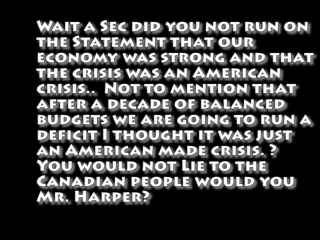 Wait a Sec did you not run on
the Statement that our
economy was strong and that
the crisis was an American
crisis.. Not to mention that
after a decade of balanced
budgets we are going to run a
deficit I thought it was just
an American made crisis. ?
You would not Lie to the
Canadian people would you
Mr. Harper?